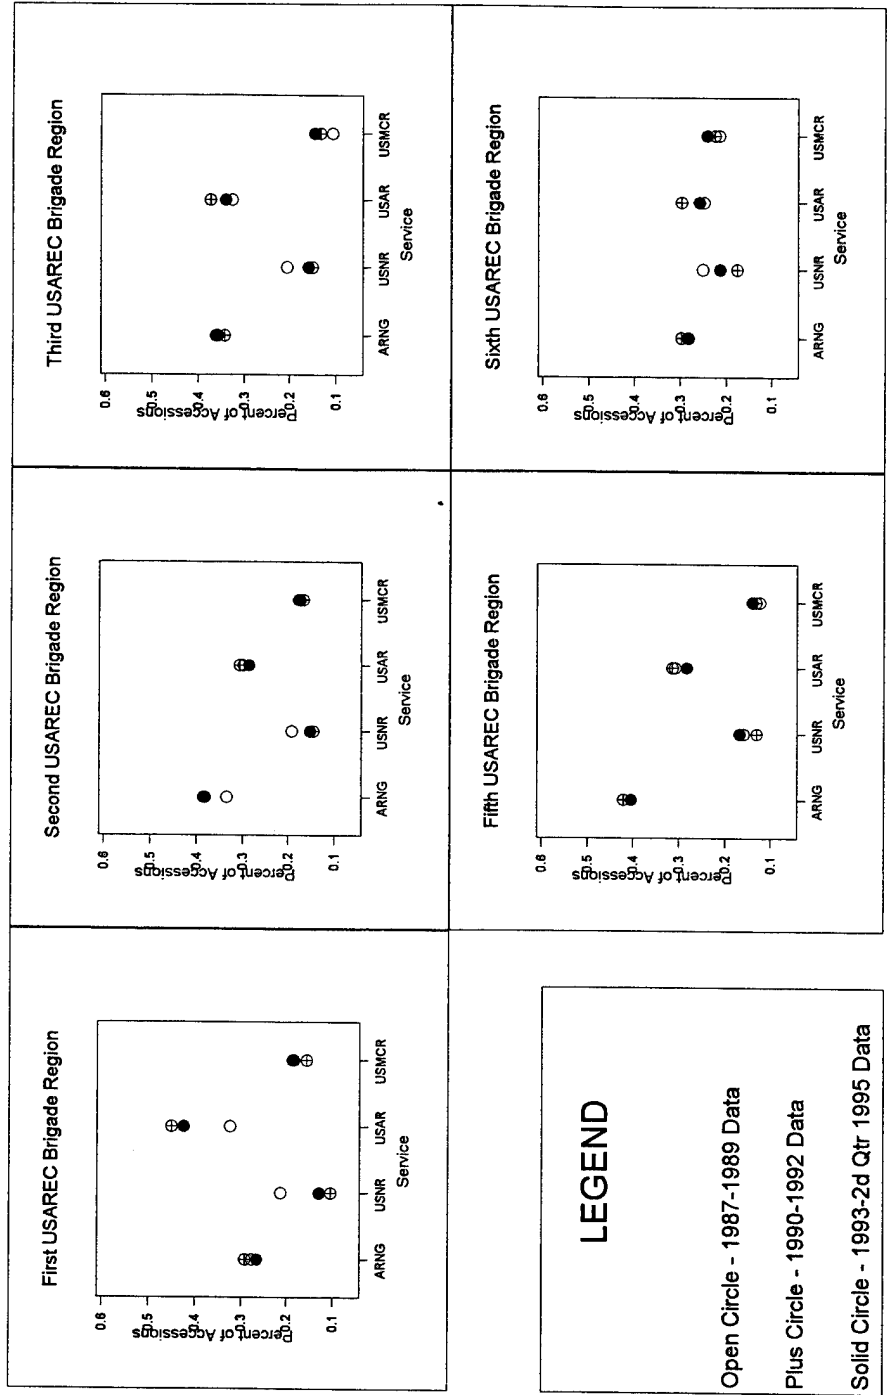 First USAREC Brigade Region
Percent of Accessions
0.6
0.5
0.4
0.3
0.2
0.1
ARNG USNR USAR USMCR
Service
Second USAREC Brigade Region
Percent of Accessions
0.6
0.5
0.4
0.3
0.2
0.1
ARNG USNR USAR USMCR
Service
Third USAREC Brigade Region
Percent of Accessions
0.6
0.5
0.4
0.3
0.2
0.1
ARNG USNR USAR USMCR
Service
LEGEND
Open Circle - 1987-1989 Data
Plus Circle - 1990-1992 Data
Solid Circle - 1993-2d Qtr 1995 Data
Fifth USAREC Brigade Region
Percent of Accessions
0.6
0.5
0.4
0.3
0.2
0.1
ARNG USNR USAR USMCR
Service
Sixth USAREC Brigade Region
Percent of Accessions
0.6
0.5
0.4
0.3
0.2
0.1
ARNG USNR USAR USMCR
Service